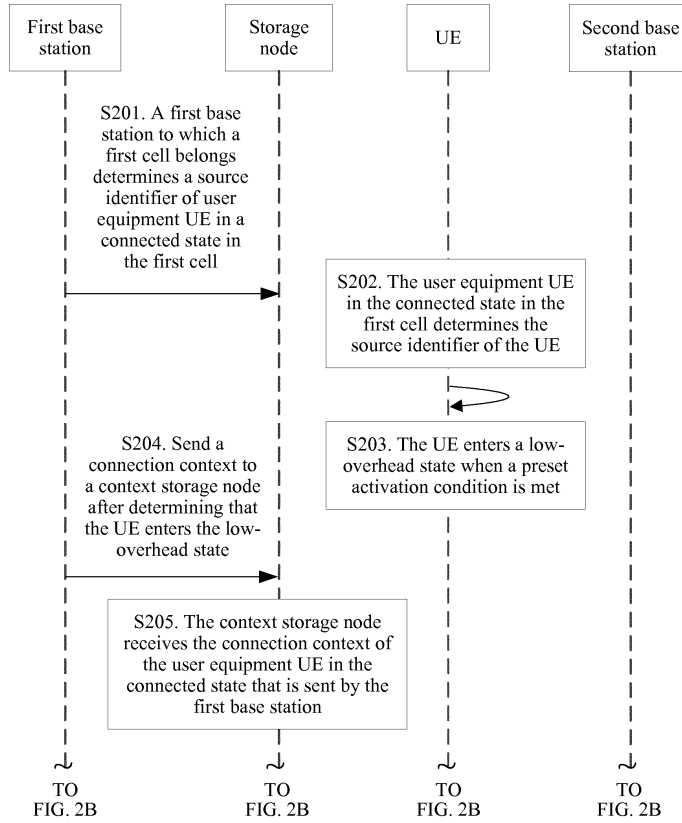 First base
station
Storage
node
UE
Second base
station
S201. A first base
station to which a
first cell belongs
determines a source
identifier of user
equipment UE in a
connected state in
the first cell
S202. The user equipment UE
in the connected state in the
first cell determines the
source identifier of the UE
S203. The UE enters a low-
overhead state when a preset
activation condition is met
S204. Send a
connection context to
a context storage node
after determining that
the UE enters the low-
overhead state
S205. The context storage node
receives the connection context of
the user equipment UE in the
connected state that is sent by the
first base station
TO
FIG. 2B
TO
FIG. 2B
TO
FIG. 2B
TO
FIG. 2B